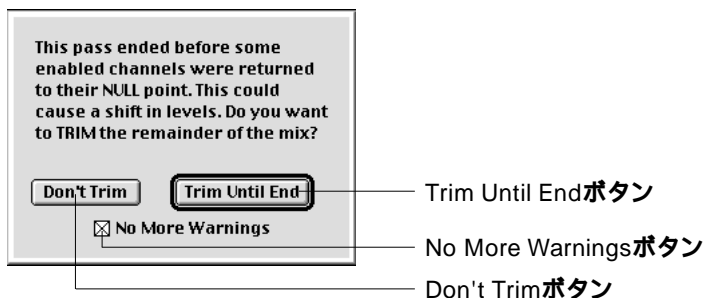 This pass ended before some
enabled channels were returned
to their NULL point. This could
cause a shift in levels. Do you want
to TRIM the remainder of the mix?
Don't Trim
Trim Until End
No More Warnings
Trim Until Endボタン
No More Warningsボタン
Don't Trimボタン